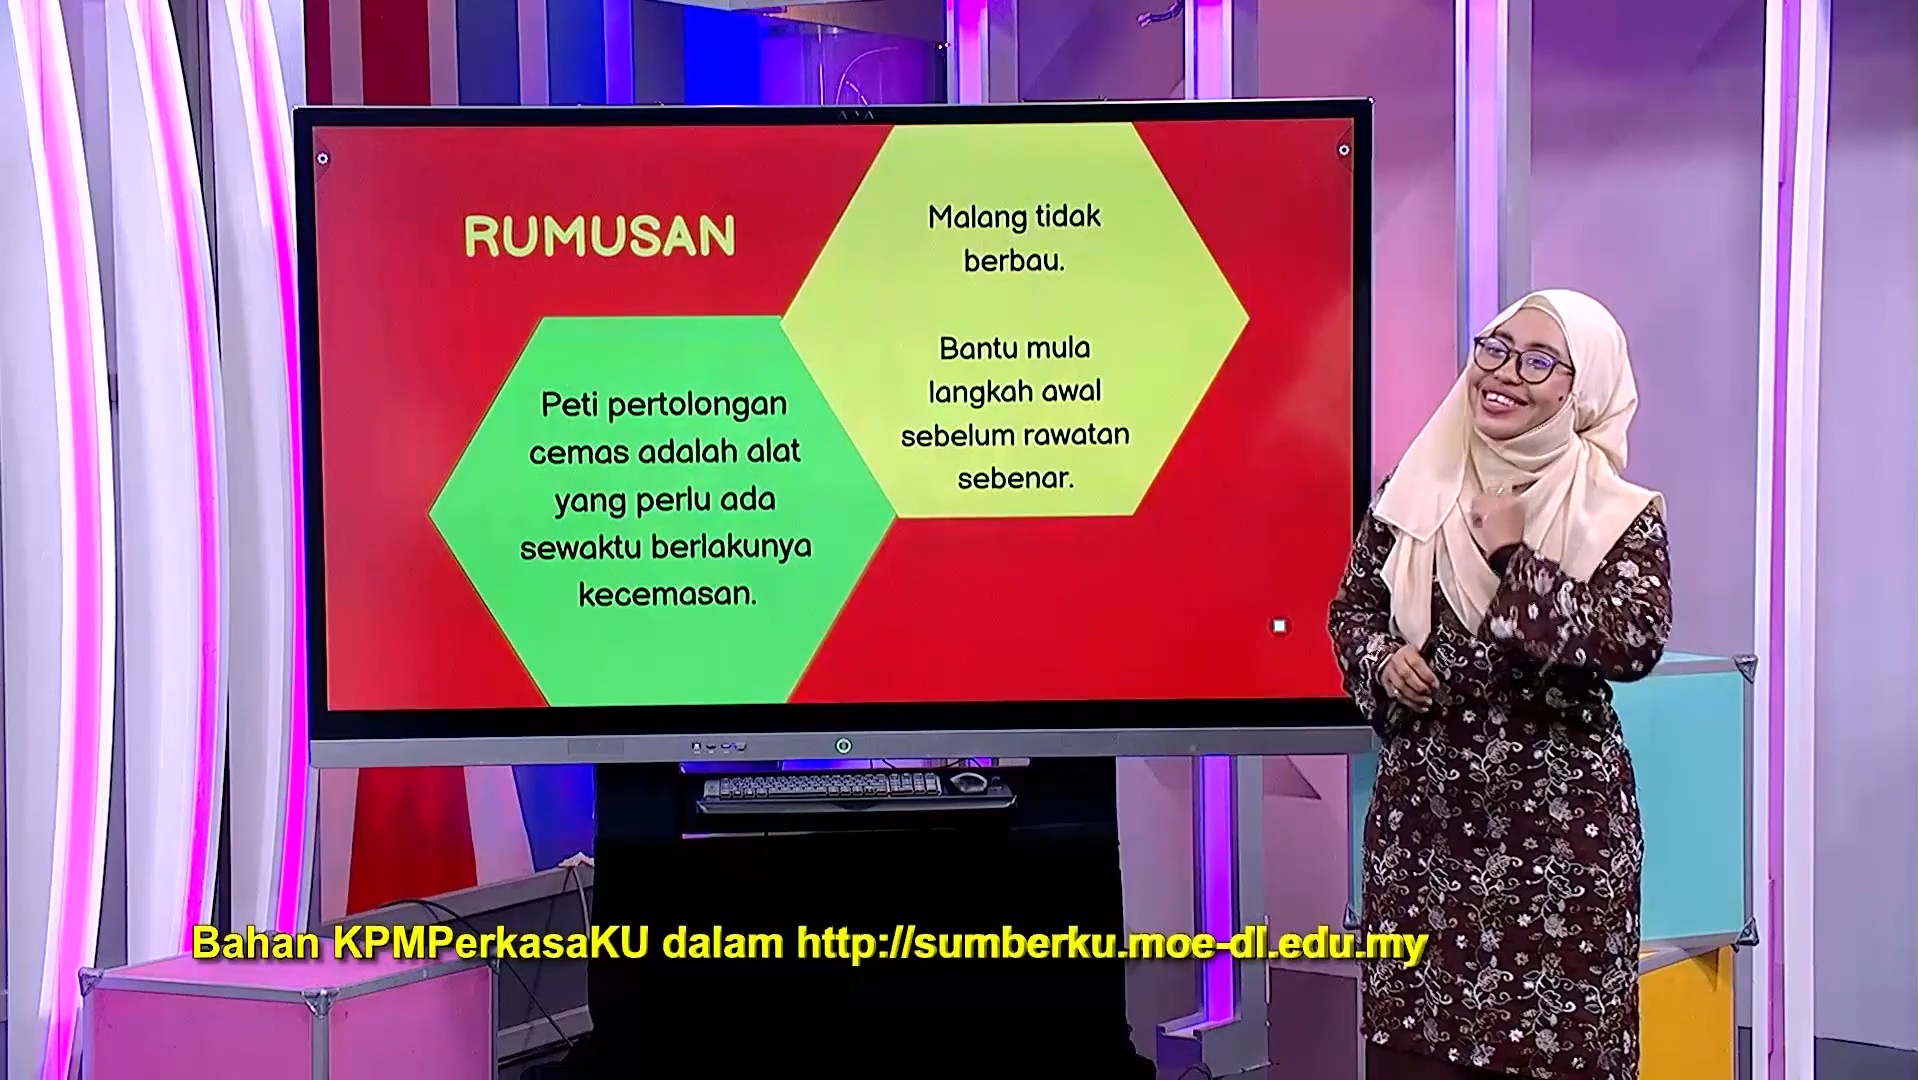 RUMUSAN
Malang tidak
berbau.
Bantu mula
langkah awal
sebelum rawatan
sebenar.
Peti pertolongan
cemas adalah alat
yang perlu ada
sewaktu berlakunya
kecemasan.
Bahan KPMPerkasaKU dalam http://sumberku.moe-dl.edu.my